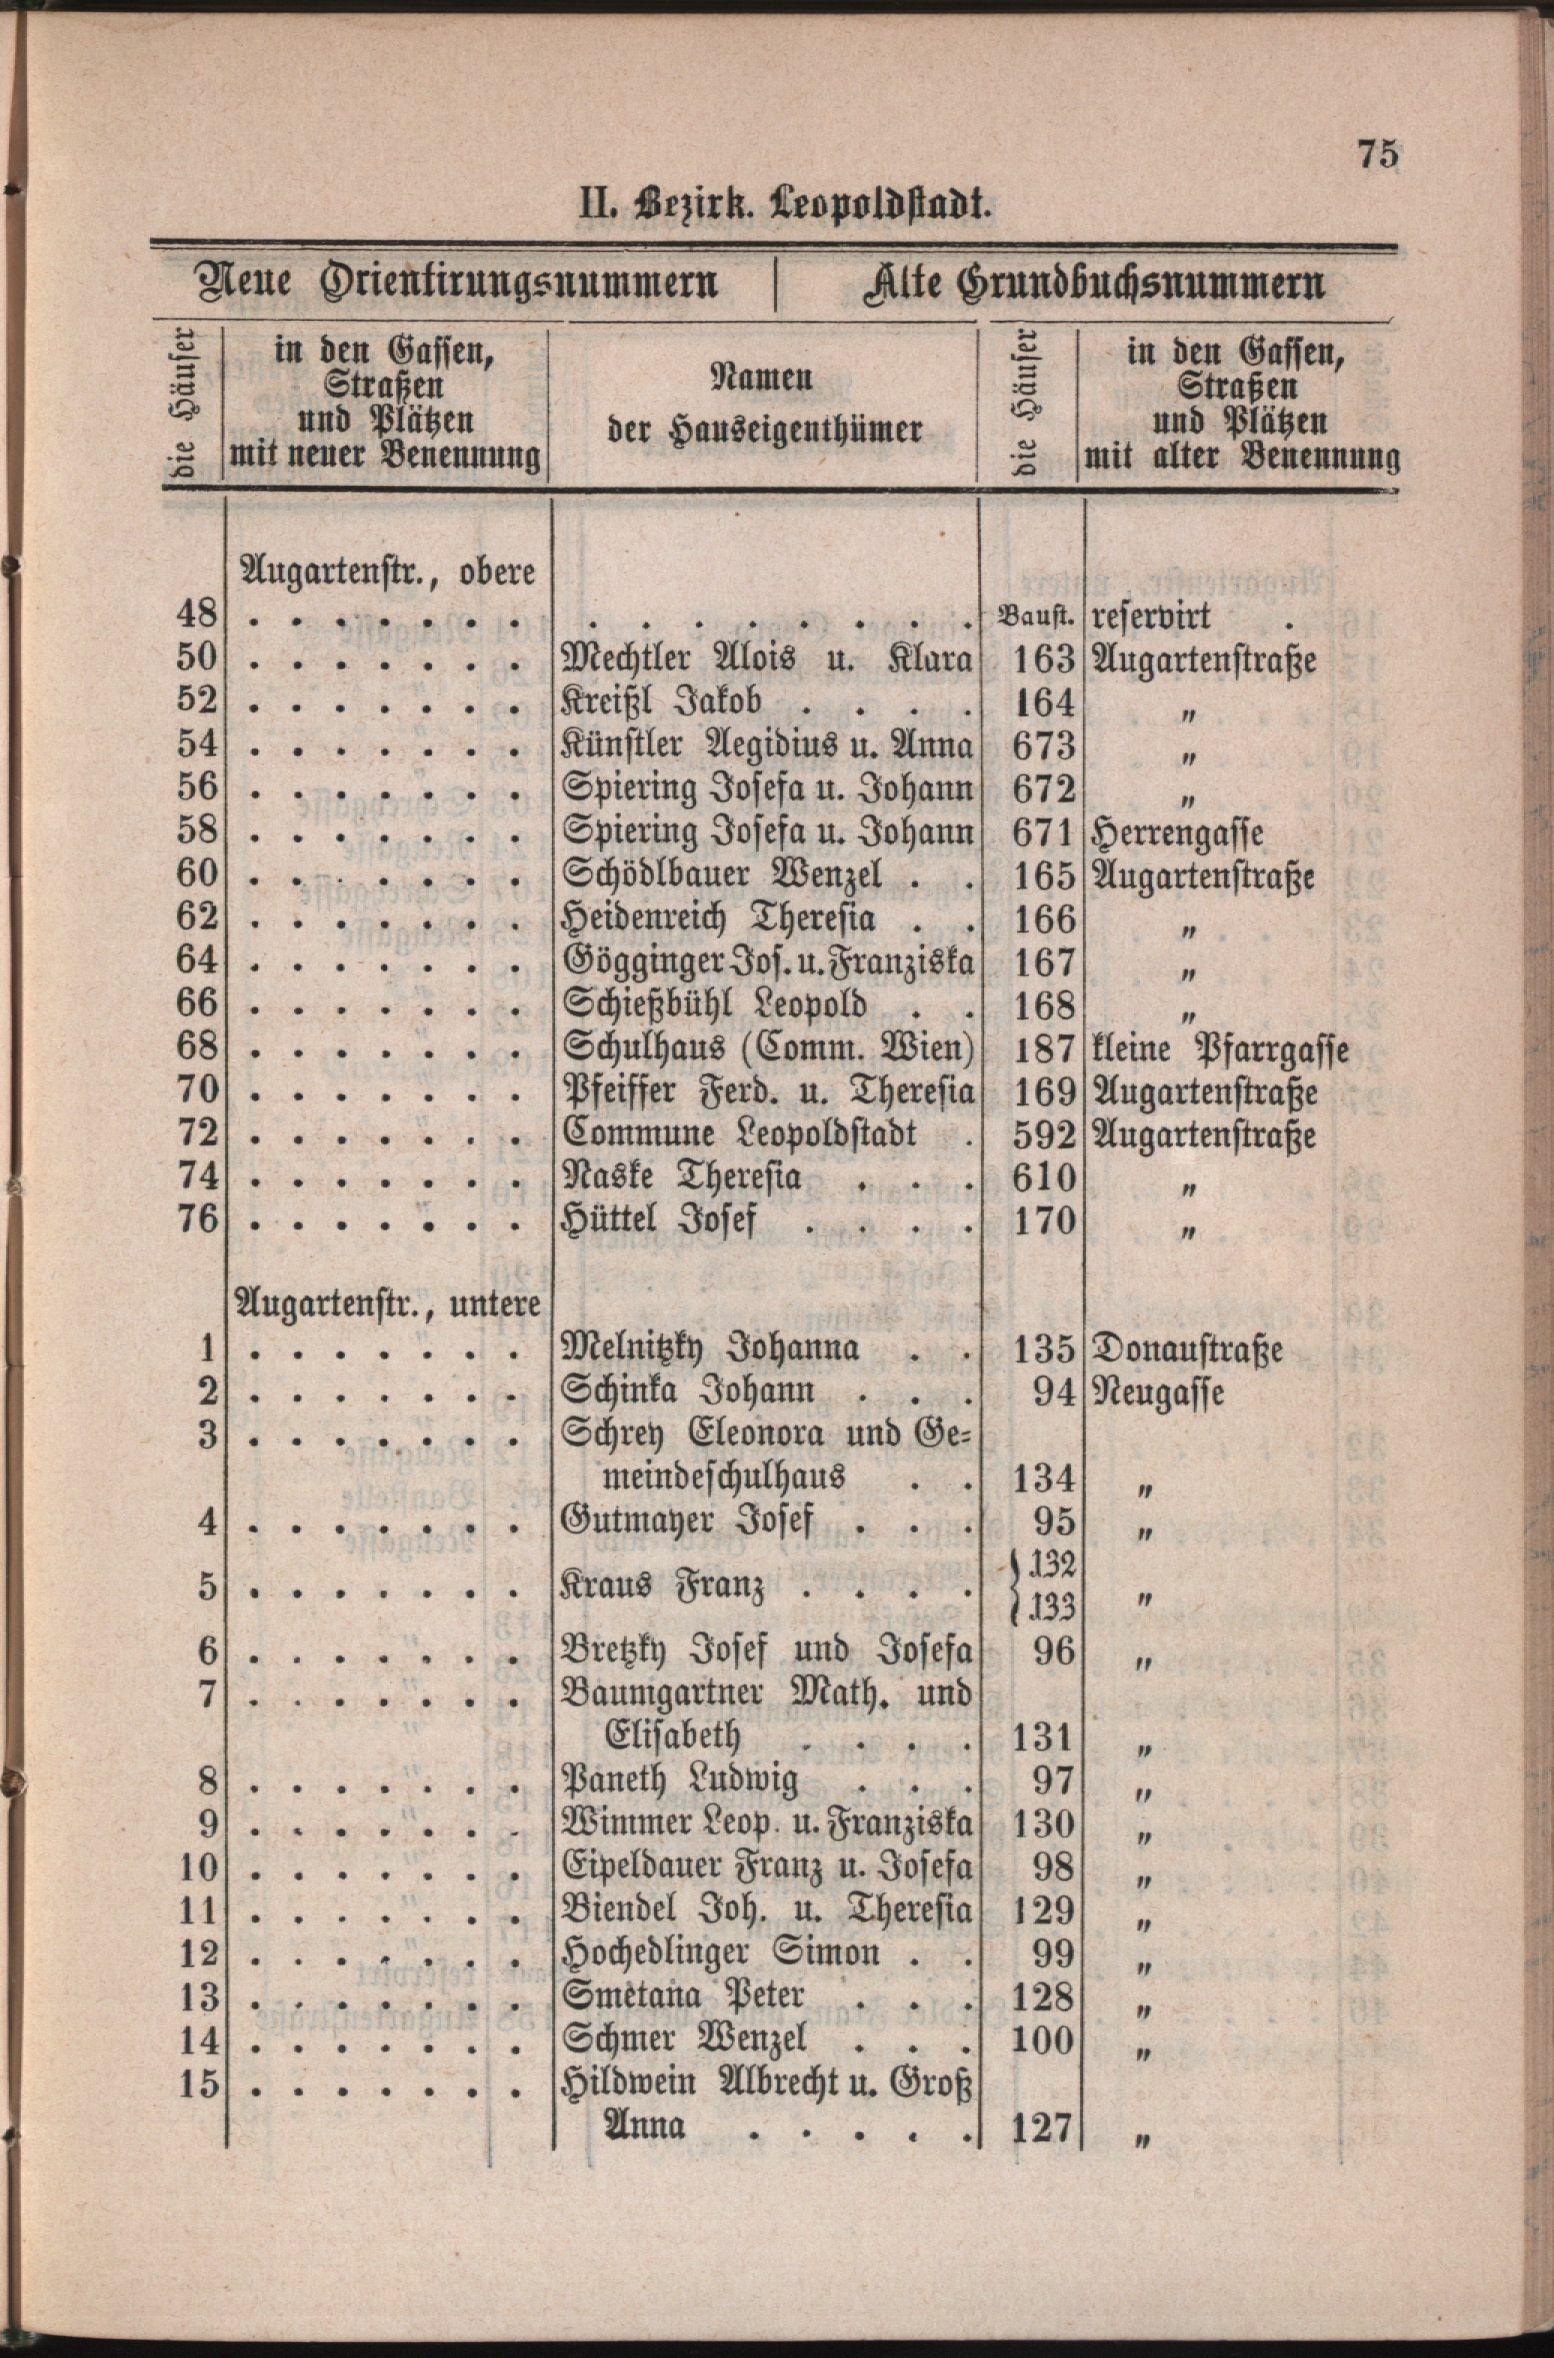 75
II. Bezirk. Leopoldstadt.
Neue Orientirungsnummern | Alte Grundbuchsnummern
die Häuser
in den Gassen,
Straßen
und Plätzen
mit neuer Benennung
Namen
der Hauseigenthümer
die Häuser
in den Gassen,
Straßen
und Plätzen
mit alter Benennung
Augartenstr., obere
48 . . . . . . . . . . . . . . . Baust. reservirt .
50 . . . . . . . Mechtler Alois u. Klara 163 Augartenstraße
52 . . . . . . . Kreißl Jakob . . . . 164 „
54 . . . . . . . Künstler Aegidius u. Anna 673 „
56 . . . . . . . Spiering Josefa u. Johann 672 „
58 . . . . . . . Spiering Josefa u. Johann 671 Herrengasse
60 . . . . . . . Schödlbauer Wenzel . . 165 Augartenstraße
62 . . . . . . . Heidenreich Theresia . . 166 „
64 . . . . . . . Gögginger Jos. u. Franziska 167 „
66 . . . . . . . Schießbühl Leopold . . 168 „
68 . . . . . . . Schulhaus (Comm. Wien) 187 kleine Pfarrgasse
70 . . . . . . . Pfeiffer Ferd. u. Theresia 169 Augartenstraße
72 . . . . . . . Commune Leopoldstadt . 592 Augartenstraße
74 . . . . . . . Naske Theresia . . . 610 „
76 . . . . . . . Hüttel Josef . . . . 170 „
Augartenstr., untere
1 . . . . . . . Melnitzky Johanna . . 135 Donaustraße
2 . . . . . . . Schinka Johann . . . 94 Neugasse
3 . . . . . . . Schrey Eleonora und Ge-
meindeschulhaus . . 134 „
4 . . . . . . . Gutmayer Josef . . . 95 „
5 . . . . . . . Kraus Franz . . . . {132 133 „
6 . . . . . . . Bretzky Josef und Josefa 96 „
7 . . . . . . . Baumgartner Math. und
Elisabeth . . . . 131 „
8 . . . . . . . Paneth Ludwig . . . 97 „
9 . . . . . . . Wimmer Leop. u. Franziska 130 „
10 . . . . . . . Eipeldauer Franz u. Josefa 98 „
11 . . . . . . . Biendel Joh. u. Theresia 129 „
12 . . . . . . . Hochedlinger Simon . . 99 „
13 . . . . . . . Smetana Peter . . . 128 „
14 . . . . . . . Schmer Wenzel . . . 100 „
15 . . . . . . . Hildwein Albrecht u. Groß
Anna . . . . . 127 „